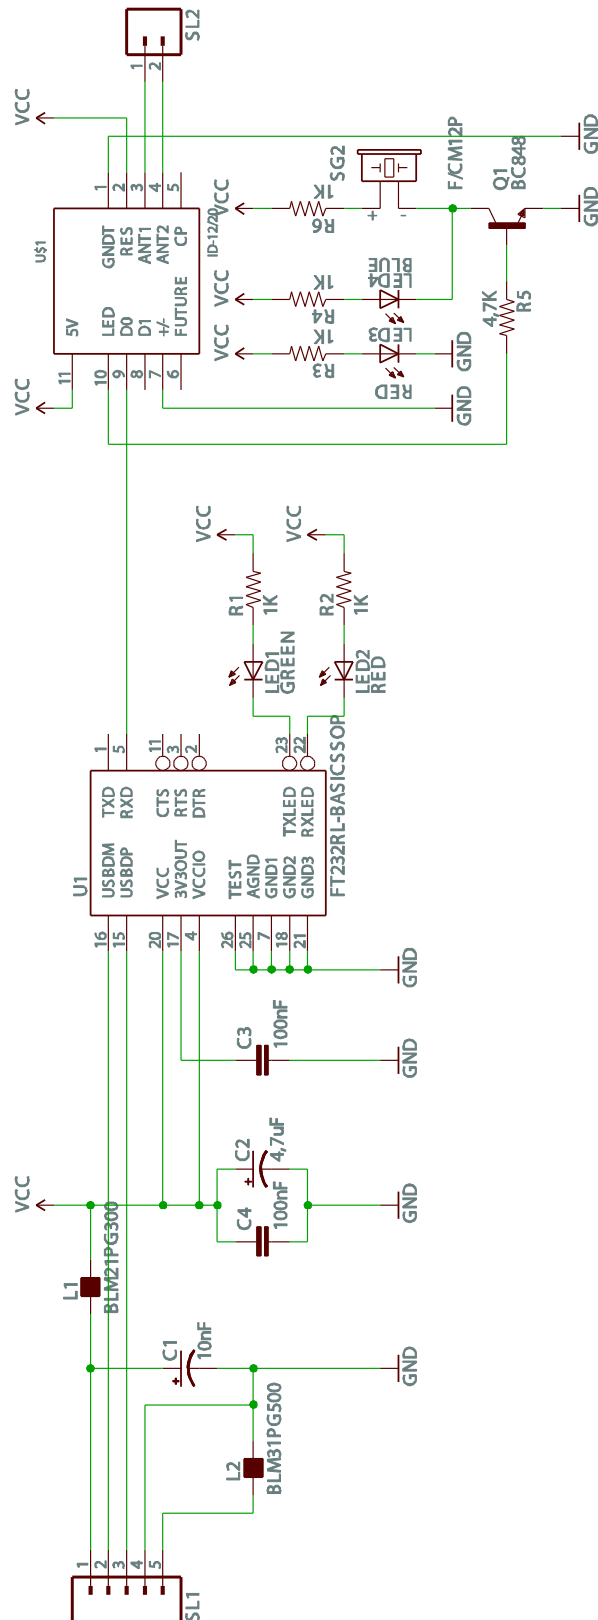 SL2
1
2
VCC
GND
1
2
3
4
5
GNDT
RES
ANT1
ANT2
CP
U$1
ID-12/20
5V
LED
D0
D1
+/-
FUTURE
11
10
9
8
7
6
VCC
SG2
F/CM12P
+
-
VCC
R6
1K
Q1
BC848
GND
VCC
R4
1K
LED4
BLUE
R5
4,7K
VCC
R3
1K
LED3
RED
GND
GND
VCC
VCC
R1
1K
R2
1K
LED1
GREEN
LED2
RED
1
5
11
3
2
23
22
TXD
RXD
CTS
RTS
DTR
TXLED
RXLED
U1
FT232RL-BASICSSOP
USBDM
USBDP
VCC
3V3OUT
VCCIO
TEST
AGND
GND1
GND2
GND3
16
15
20
17
4
26
25
7
18
21
GND
C3
100nF
GND
C2
4,7uF
VCC
C4
100nF
GND
L1
BLM21PG300
C1
10nF
GND
L2
BLM31PG500
1
2
3
4
5
SL1